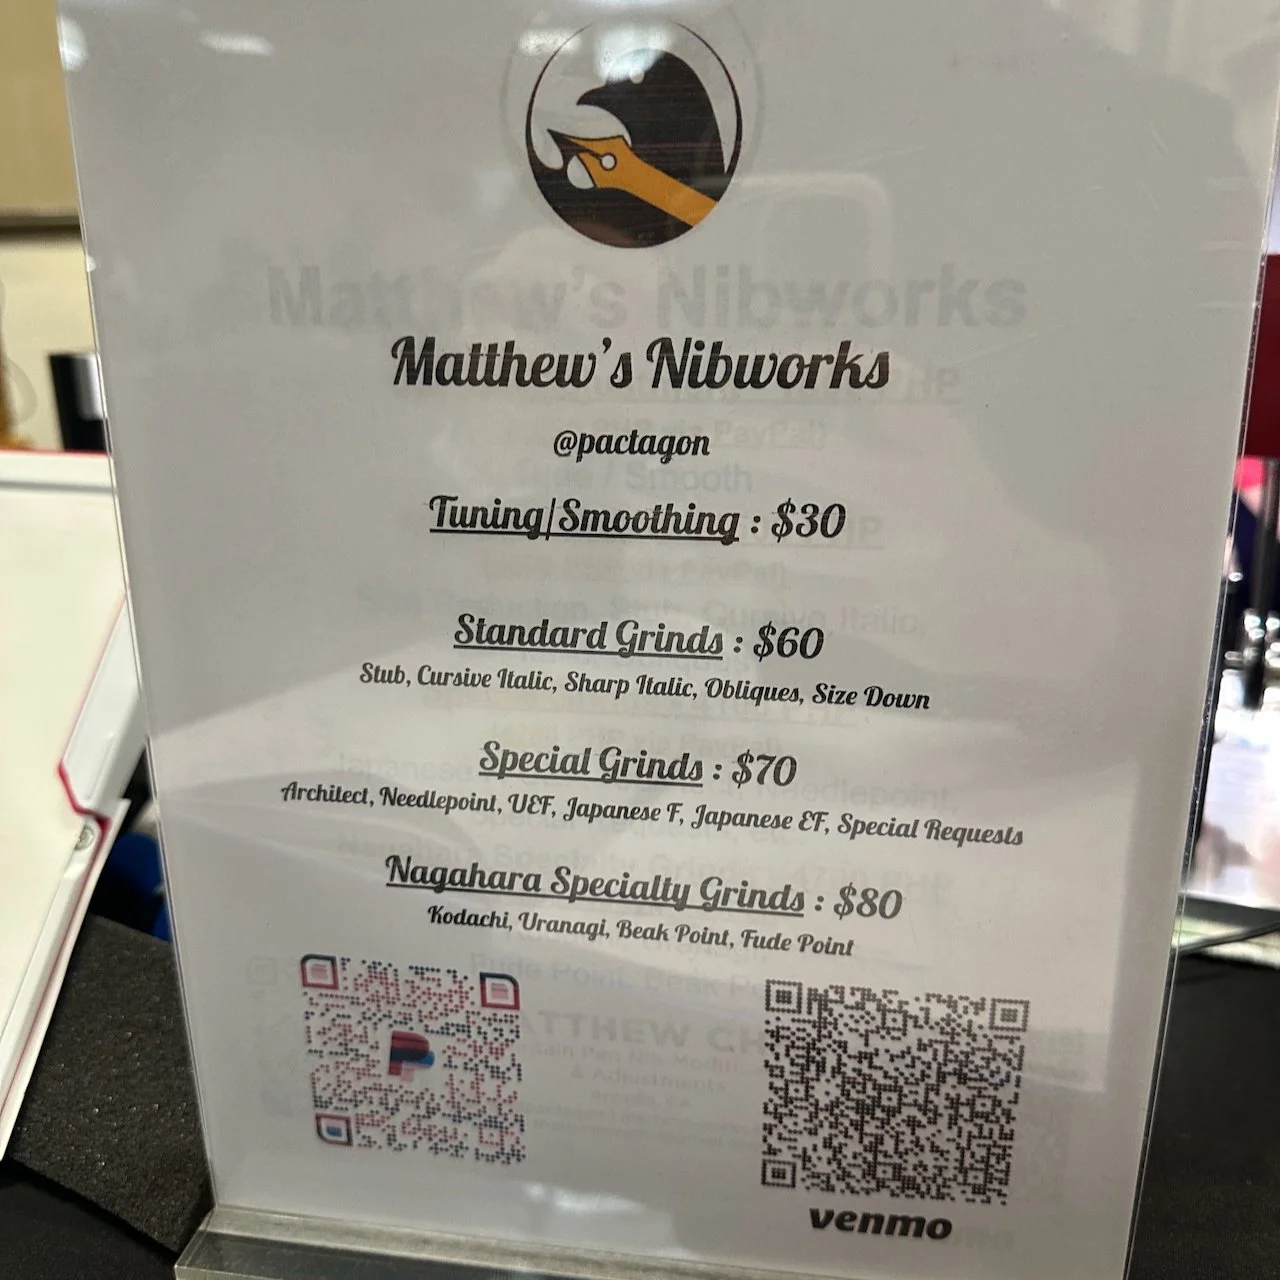 Matthew's Nibworks
Matthew's Nibworks
@pactagon
Tuning/Smoothing : $30
Standard Grinds : $60
Stub, Cursive Italic, Sharp Italic, Obliques, Size Down
Special Grinds : $70
Architect, Needlepoint, UEF, Japanese F, Japanese EF, Special Requests
Nagahara Specialty Grinds : $80
Kodachi, Uranagi, Beak Point, Fude Point
venmo